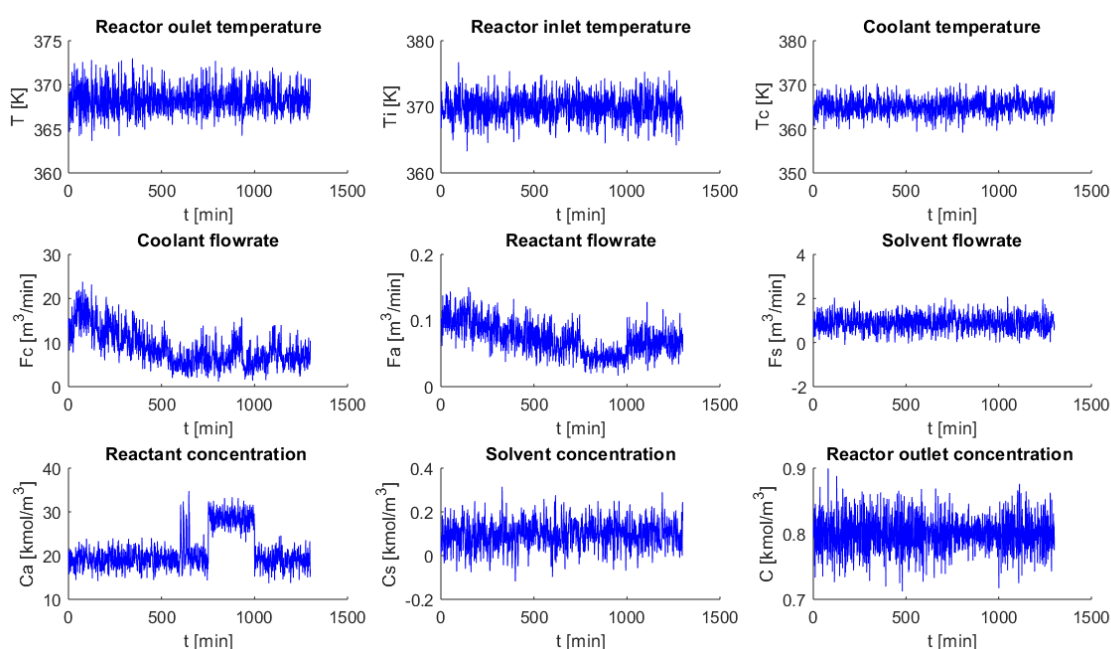 Reactor oulet temperature
375
370
365
360
T [K]
0 500 1000 1500
t [min]
Reactor inlet temperature
380
370
360
Ti [K]
0 500 1000 1500
t [min]
Coolant temperature
380
370
360
350
Tc [K]
0 500 1000 1500
t [min]
Coolant flowrate
30
20
10
0
Fc [m³/min]
0 500 1000 1500
t [min]
Reactant flowrate
0.2
0.1
0
Fa [m³/min]
0 500 1000 1500
t [min]
Solvent flowrate
4
2
0
-2
Fs [m³/min]
0 500 1000 1500
t [min]
Reactant concentration
40
30
20
10
Ca [kmol/m³]
0 500 1000 1500
t [min]
Solvent concentration
0.4
0.2
0
-0.2
Cs [kmol/m³]
0 500 1000 1500
t [min]
Reactor outlet concentration
0.9
0.8
0.7
C [kmol/m³]
0 500 1000 1500
t [min]